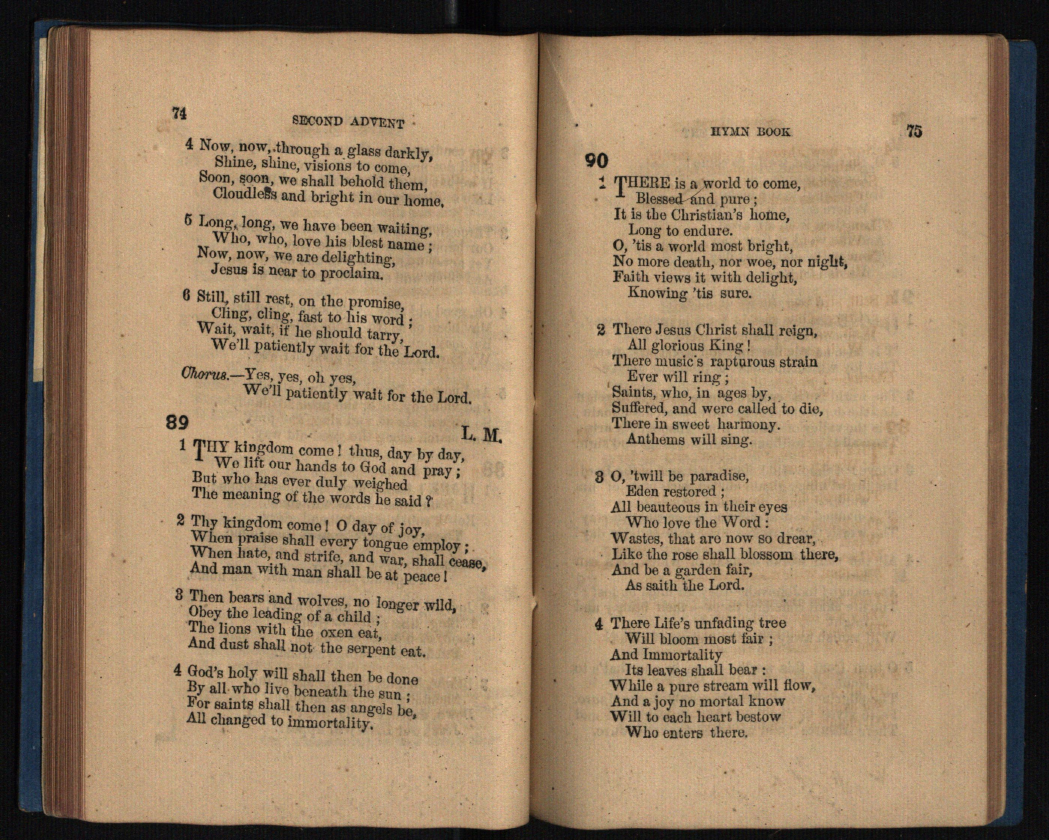 74
SECOND ADVENT
4 Now, now, through a glass darkly,
Shine, shine, visions to come,
Soon, soon, we shall behold them,
Cloudless and bright in our home.
5 Long, long, we have been waiting,
Who, who, love his blest name;
Now, now, we are delighting,
Jesus is near to proclaim.
6 Still, still rest, on the promise,
Cling, cling, fast to his word;
Wait, wait, if he should tarry,
We'll patiently wait for the Lord.
Chorus.—Yes, yes, oh yes,
We'll patiently wait for the Lord.
89
L. M.
1 THY kingdom come! thus, day by day,
We lift our hands to God and pray;
But who has ever duly weighed
The meaning of the words he said?
2 Thy kingdom come! O day of joy,
When praise shall every tongue employ;
When hate, and strife, and war, shall cease,
And man with man shall be at peace!
3 Then bears and wolves, no longer wild,
Obey the leading of a child;
The lions with the oxen eat,
And dust shall not the serpent eat.
4 God's holy will shall then be done
By all who live beneath the sun;
For saints shall then as angels be,
All changed to immortality.
HYMN BOOK
75
90
1 THERE is a world to come,
Blessed and pure;
It is the Christian's home,
Long to endure.
O, 'tis a world most bright,
No more death, nor woe, nor night,
Faith views it with delight,
Knowing 'tis sure.
2 There Jesus Christ shall reign,
All glorious King!
There music's rapturous strain
Ever will ring;
Saints, who, in ages by,
Suffered, and were called to die,
There in sweet harmony.
Anthems will sing.
3 O, 'twill be paradise,
Eden restored;
All beauteous in their eyes
Who love the Word:
Wastes, that are now so drear,
Like the rose shall blossom there,
And be a garden fair,
As saith the Lord.
4 There Life's unfading tree
Will bloom most fair;
And Immortality
Its leaves shall bear:
While a pure stream will flow,
And a joy no mortal know
Will to each heart bestow
Who enters there.